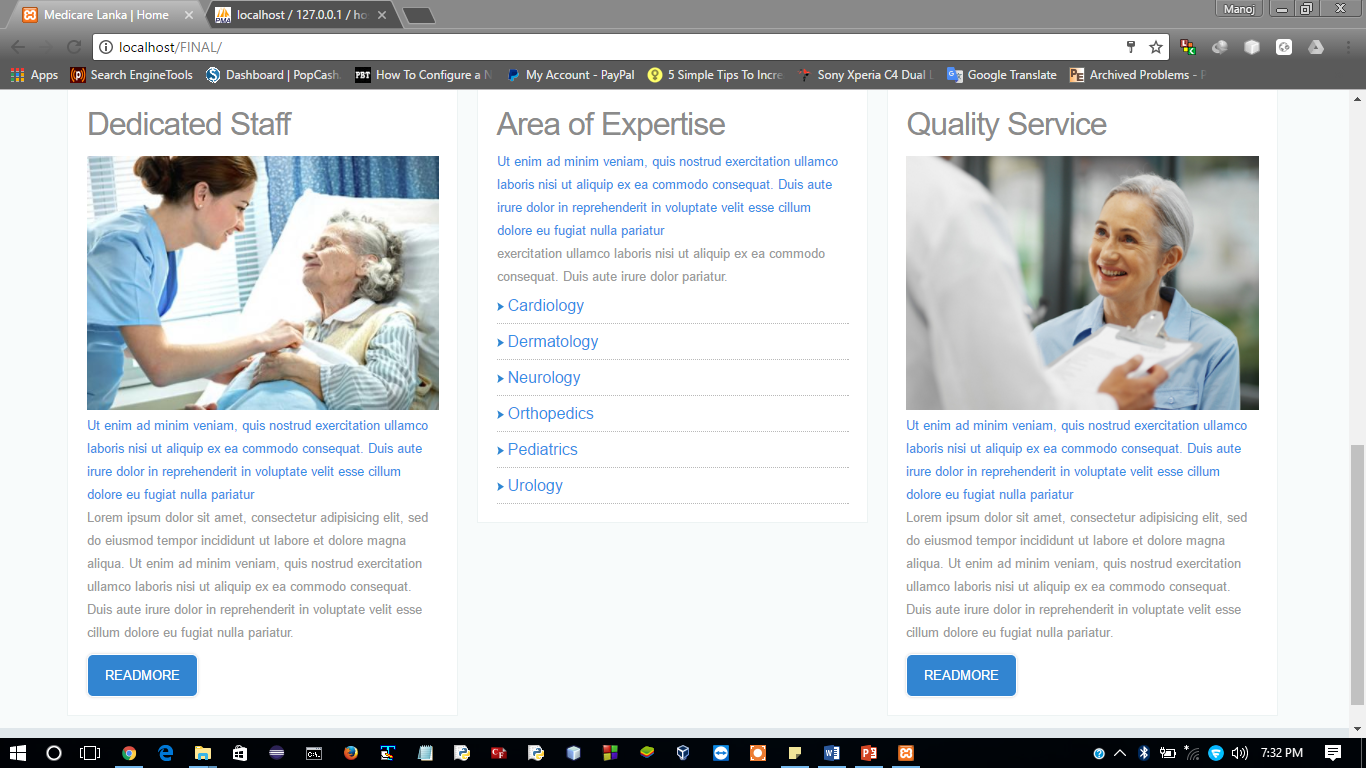 Medicare Lanka | Home
localhost / 127.0.0.1 / ho
Manoj
localhost/FINAL/
Apps
Search EngineTools
Dashboard | PopCash
PBT
How To Configure a N
My Account - PayPal
5 Simple Tips To Incre
Sony Xperia C4 Dual
Google Translate
Archived Problems - P
Dedicated Staff
Ut enim ad minim veniam, quis nostrud exercitation ullamco
laboris nisi ut aliquip ex ea commodo consequat. Duis aute
irure dolor in reprehenderit in voluptate velit esse cillum
dolore eu fugiat nulla pariatur
Lorem ipsum dolor sit amet, consectetur adipisicing elit, sed
do eiusmod tempor incididunt ut labore et dolore magna
aliqua. Ut enim ad minim veniam, quis nostrud exercitation
ullamco laboris nisi ut aliquip ex ea commodo consequat.
Duis aute irure dolor in reprehenderit in voluptate velit esse
cillum dolore eu fugiat nulla pariatur.
READMORE
Area of Expertise
Ut enim ad minim veniam, quis nostrud exercitation ullamco
laboris nisi ut aliquip ex ea commodo consequat. Duis aute
irure dolor in reprehenderit in voluptate velit esse cillum
dolore eu fugiat nulla pariatur
exercitation ullamco laboris nisi ut aliquip ex ea commodo
consequat. Duis aute irure dolor pariatur.
Cardiology
Dermatology
Neurology
Orthopedics
Pediatrics
Urology
Quality Service
Ut enim ad minim veniam, quis nostrud exercitation ullamco
laboris nisi ut aliquip ex ea commodo consequat. Duis aute
irure dolor in reprehenderit in voluptate velit esse cillum
dolore eu fugiat nulla pariatur
Lorem ipsum dolor sit amet, consectetur adipisicing elit, sed
do eiusmod tempor incididunt ut labore et dolore magna
aliqua. Ut enim ad minim veniam, quis nostrud exercitation
ullamco laboris nisi ut aliquip ex ea commodo consequat.
Duis aute irure dolor in reprehenderit in voluptate velit esse
cillum dolore eu fugiat nulla pariatur.
READMORE
7:32 PM